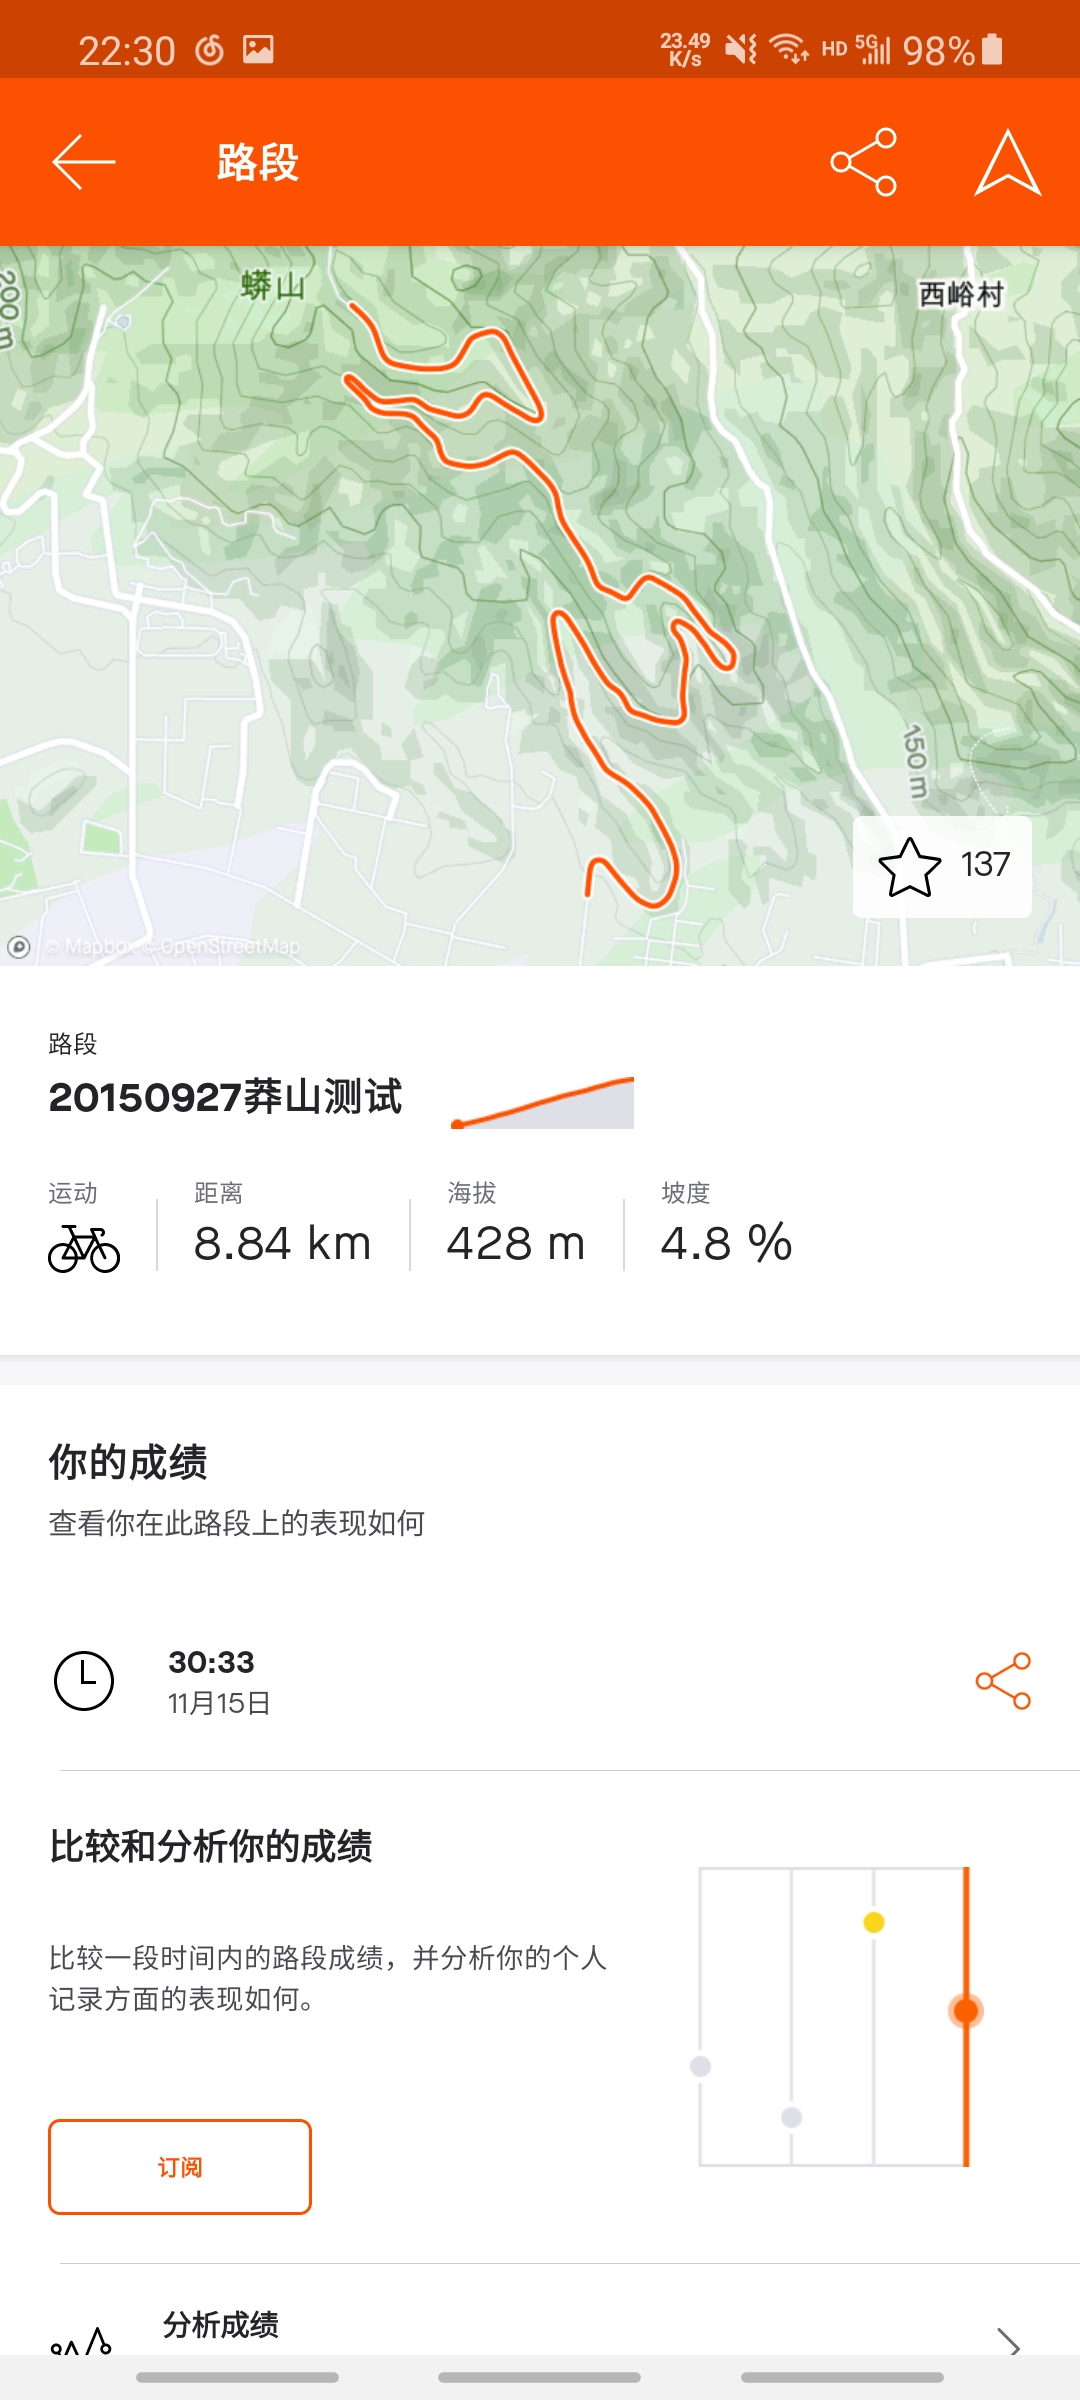 22:30
23.49 K/s
HD 5G 98%
路段
200 m
蟒山
西峪村
150 m
137
© Mapbox © OpenStreetMap
路段
20150927莽山测试
运动 距离 海拔 坡度
8.84 km 428 m 4.8 %
你的成绩
查看你在此路段上的表现如何
30:33
11月15日
比较和分析你的成绩
比较一段时间内的路段成绩，并分析你的个人
记录方面的表现如何。
订阅
分析成绩